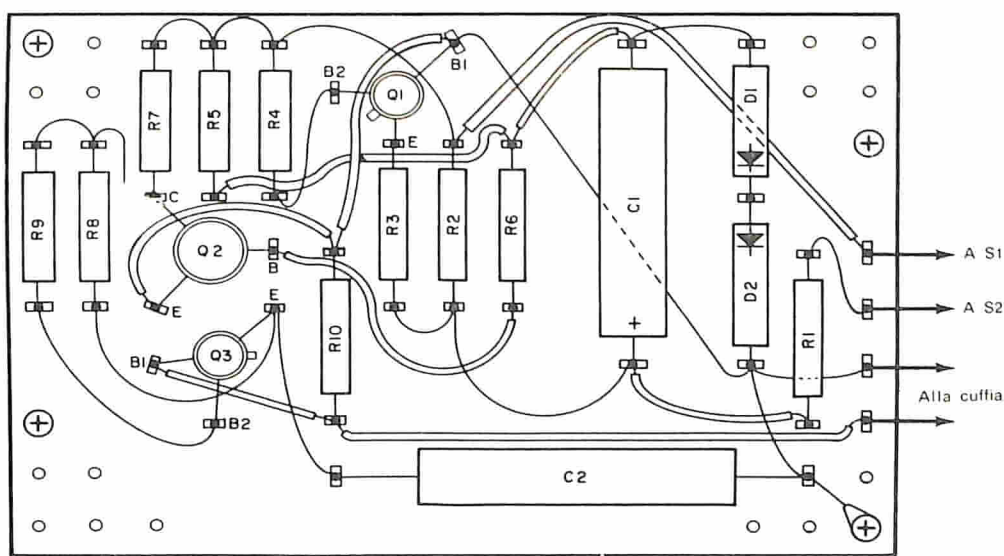 B2
Q1
B1
R7
R5
R4
D1
E
C
R9
R8
R3
R2
R6
C1
Q2
B
A S1
D2
E
E
R10
+
R1
A S2
B1
Q3
Alla cuffia
B2
C2